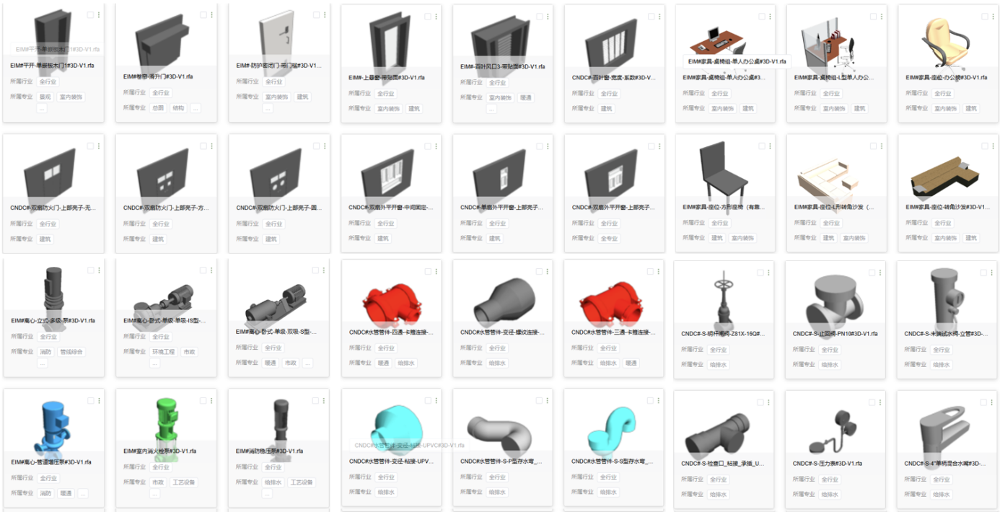 EIM#平开-单嵌板木门1#3D-V1.rfa
EIM#平开-单嵌板木门1#3D-V1.rfa
所属行业 全行业
所属专业 景观 室内装饰
...
EIM#卷帘-滑升门#3D-V1.rfa
所属行业 全行业
所属专业 总图 结构 ...
EIM#-防护密闭门-带门槛#3D-V1...
所属行业 全行业
所属专业 室内装饰 建筑
...
EIM#-上悬窗-带贴面#3D-V1.rfa
所属行业 全行业
所属专业 室内装饰 建筑
EIM#-百叶风口3-带贴面#3D-V1.rfa
所属行业 全行业
所属专业 室内装饰 暖通
...
CNDC#-百叶窗-宽度-系数#3D-V...
所属行业 全行业
所属专业 建筑
EIM#家具-桌椅组-单人办公桌#3D-V1.rfa
EIM#家具-桌椅组-单人办公桌#3...
所属行业 全行业
所属专业 室内装饰 建筑
EIM#家具-桌椅组-L型单人办公...
所属行业 全行业
所属专业 室内装饰 建筑
EIM#家具-座位-办公椅#3D-V1.rfa
所属行业 全行业
所属专业 室内装饰 建筑
CNDC#-双扇防火门-上部亮子-无...
所属行业 全行业
所属专业 建筑
CNDC#-双扇防火门-上部亮子-方...
所属行业 全行业
所属专业 建筑
CNDC#-双扇防火门-上部亮子-圆...
所属行业 全行业
所属专业 建筑
CNDC#-双扇外平开窗-中间固定-...
所属行业 全行业
所属专业 建筑
CNDC#-单扇外平开窗-上部亮子...
所属行业 全行业
所属专业 建筑
CNDC#-双扇外平开窗-上部亮子...
所属行业 全行业
所属专业 全专业
EIM#家具-座位-方形座椅（有靠...
所属行业 全行业
所属专业 建筑 室内装饰
EIM#家具-座位-L形转角沙发（...
所属行业 全行业
所属专业 建筑 室内装饰
EIM#家具-座位-转角沙发#3D-V1...
所属行业 全行业
所属专业 室内装饰 建筑
EIM#离心-立式-多级-泵#3D-V1.rfa
所属行业 全行业
所属专业 消防 管线综合
...
EIM#离心-卧式-单级-单吸-IS型-...
所属行业 全行业
所属专业 环境工程 市政
...
EIM#离心-卧式-单级-双吸-S型-...
所属行业 全行业
所属专业 暖通 市政 ...
CNDC#水管管件-四通-卡箍连接-...
所属行业 全行业
所属专业 暖通 给排水
CNDC#水管管件-变径-螺纹连接-...
所属行业 全行业
所属专业 给排水
CNDC#水管管件-三通-卡箍连接-...
所属行业 全行业
所属专业 给排水 暖通
CNDC#-S-明杆闸阀-Z81X-16Q#...
所属行业 全行业
所属专业 给排水
CNDC#-S-止回阀-PN10#3D-V1.rfa
所属行业 全行业
所属专业 给排水
CNDC#-S-末端试水阀-立管#3D-...
所属行业 全行业
所属专业 给排水
EIM#离心-管道增压泵#3D-V1.rfa
所属行业 全行业
所属专业 消防 暖通 ...
EIM#室内消火栓泵#3D-V1.rfa
所属行业 全行业
所属专业 市政 工艺设备
...
EIM#消防稳压泵#3D-V1.rfa
所属行业 全行业
所属专业 给排水 工艺设备
...
CNDC#水管管件-变径-粘接-UPVC#3D-V1.rfa
CNDC#水管管件-变径-粘接-UPV...
所属行业 全行业
所属专业 给排水
CNDC#水管管件-S-P型存水弯_...
所属行业 全行业
所属专业 给排水
CNDC#水管管件-S-S型存水弯_...
所属行业 全行业
所属专业 给排水
CNDC#-S-检查口_粘接_承插_U...
所属行业 全行业
所属专业 给排水
CNDC#-S-压力表#3D-V1.rfa
所属行业 全行业
所属专业 给排水
CNDC#-S-4"单柄混合水嘴#3D-...
所属行业 全行业
所属专业 给排水